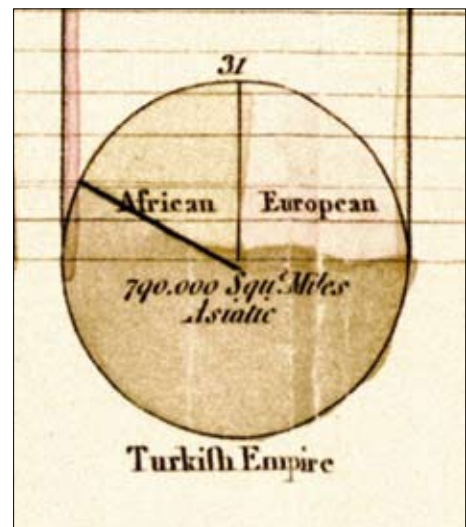 31
African European
790.000 Squ.ᵉ Miles
Asiatic
Turkiſh Empire